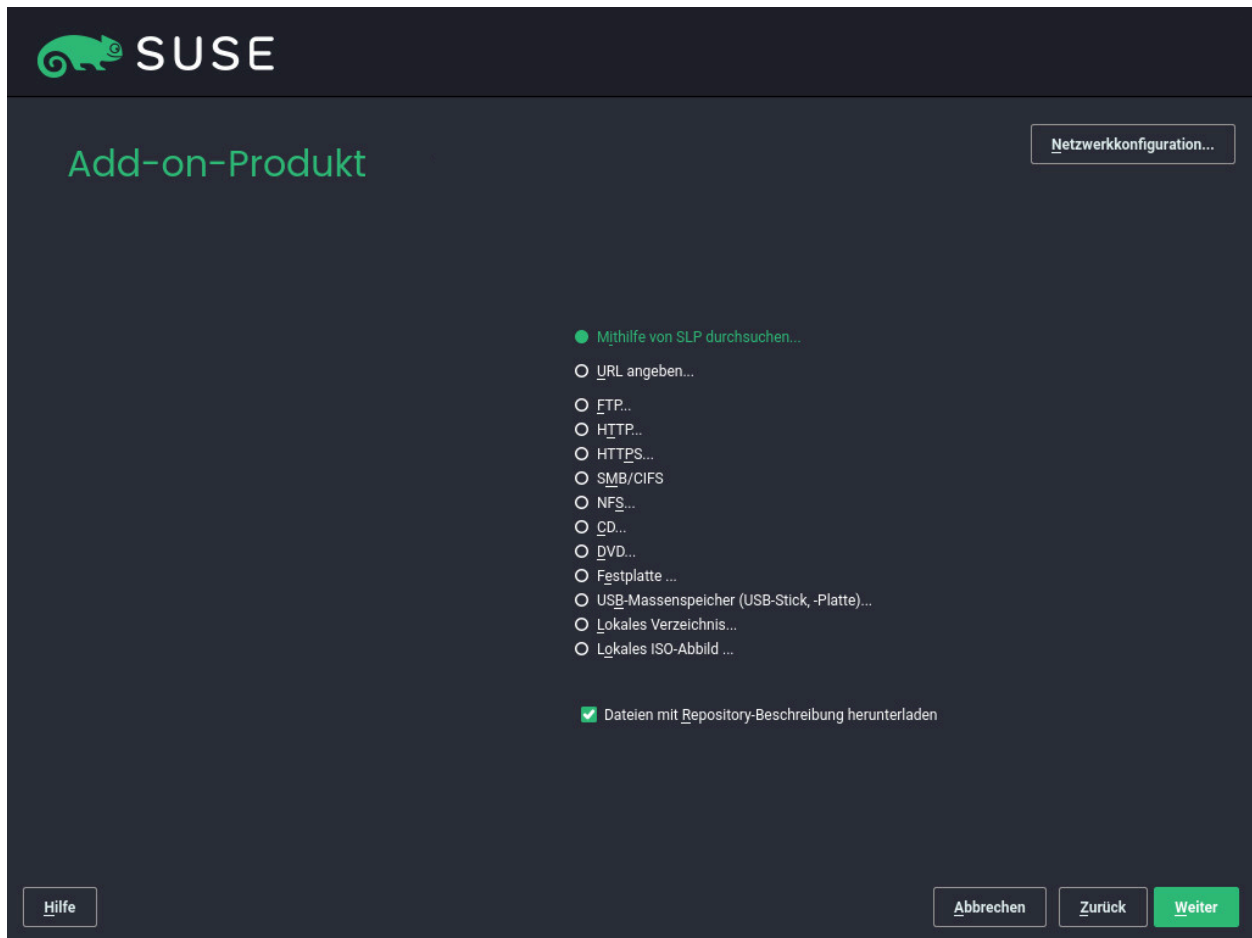 SUSE
Netzwerkkonfiguration...
Add-on-Produkt
Mithilfe von SLP durchsuchen...
URL angeben...
FTP...
HTTP...
HTTPS...
SMB/CIFS
NFS...
CD...
DVD...
Festplatte ...
USB-Massenspeicher (USB-Stick, -Platte)...
Lokales Verzeichnis...
Lokales ISO-Abbild ...
Dateien mit Repository-Beschreibung herunterladen
Hilfe Abbrechen Zurück Weiter